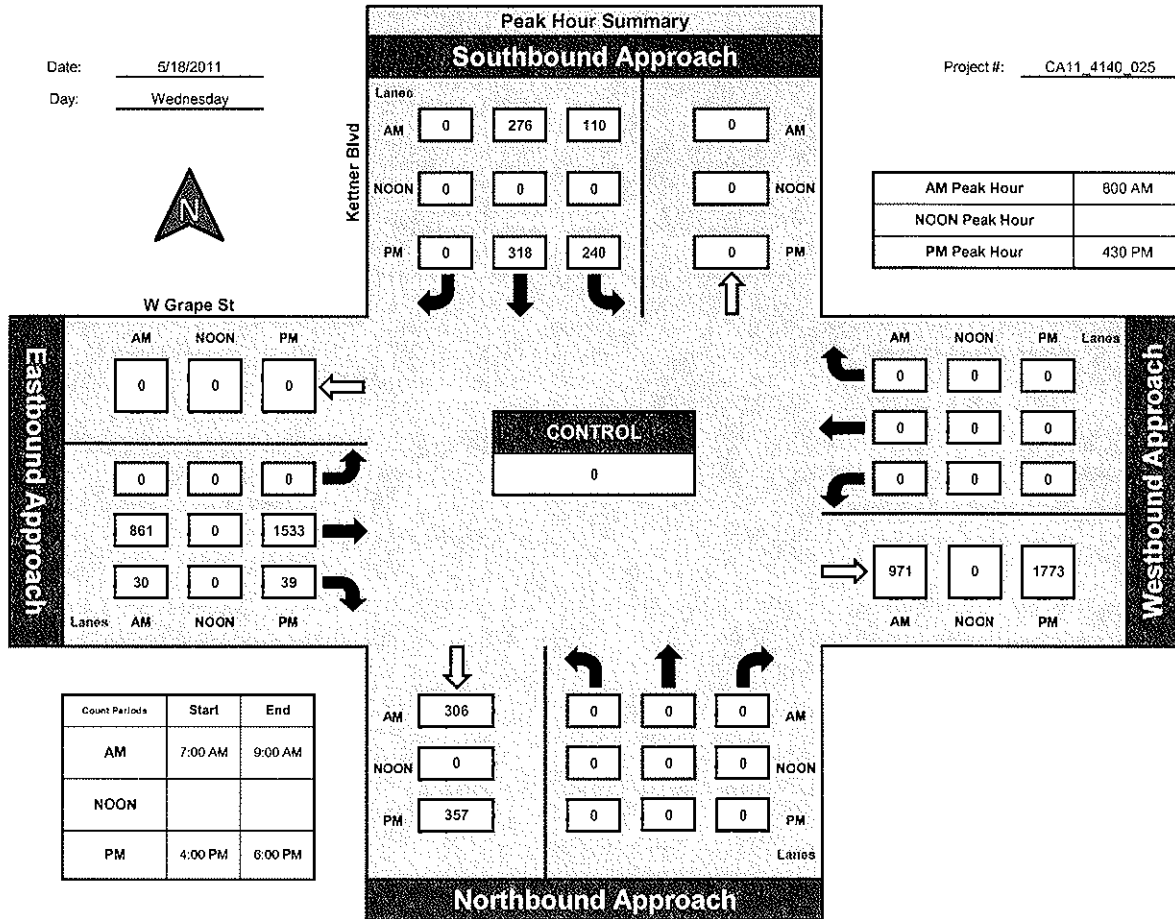 Peak Hour Summary
Southbound Approach
Date: 5/18/2011
Day: Wednesday
Project #: CA11_4140_025
Kettner Blvd
Lanes
AM 0 276 110 0 AM
NOON 0 0 0 0 NOON
PM 0 318 240 0 PM
N
AM Peak Hour 800 AM
NOON Peak Hour
PM Peak Hour 430 PM
W Grape St
Eastbound Approach
AM NOON PM
0 0 0
0 0 0
861 0 1533
30 0 39
Lanes AM NOON PM
CONTROL
0
AM NOON PM Lanes
0 0 0
0 0 0
0 0 0
971 0 1773
AM NOON PM
Westbound Approach
Count Periods Start End
AM 7:00 AM 9:00 AM
NOON
PM 4:00 PM 6:00 PM
AM 306 0 0 0 AM
NOON 0 0 0 0 NOON
PM 357 0 0 0 PM
Lanes
Northbound Approach